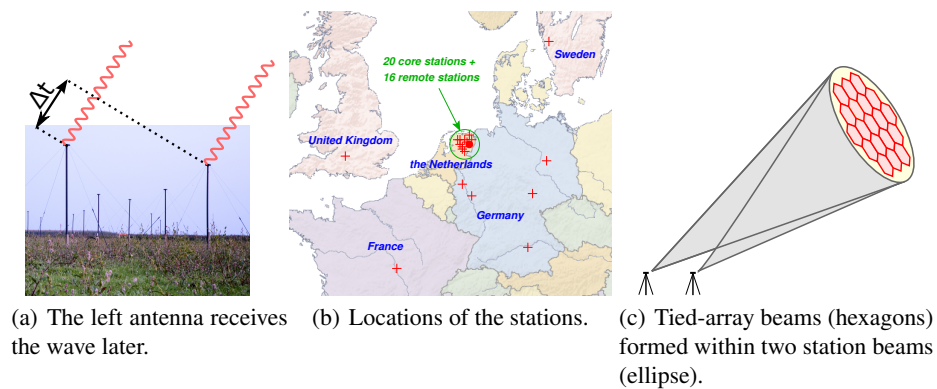 Δt
Sweden
20 core stations +
16 remote stations
United Kingdom
the Netherlands
Germany
France
(a) The left antenna receives
the wave later.
(b) Locations of the stations.
(c) Tied-array beams (hexagons)
formed within two station beams
(ellipse).